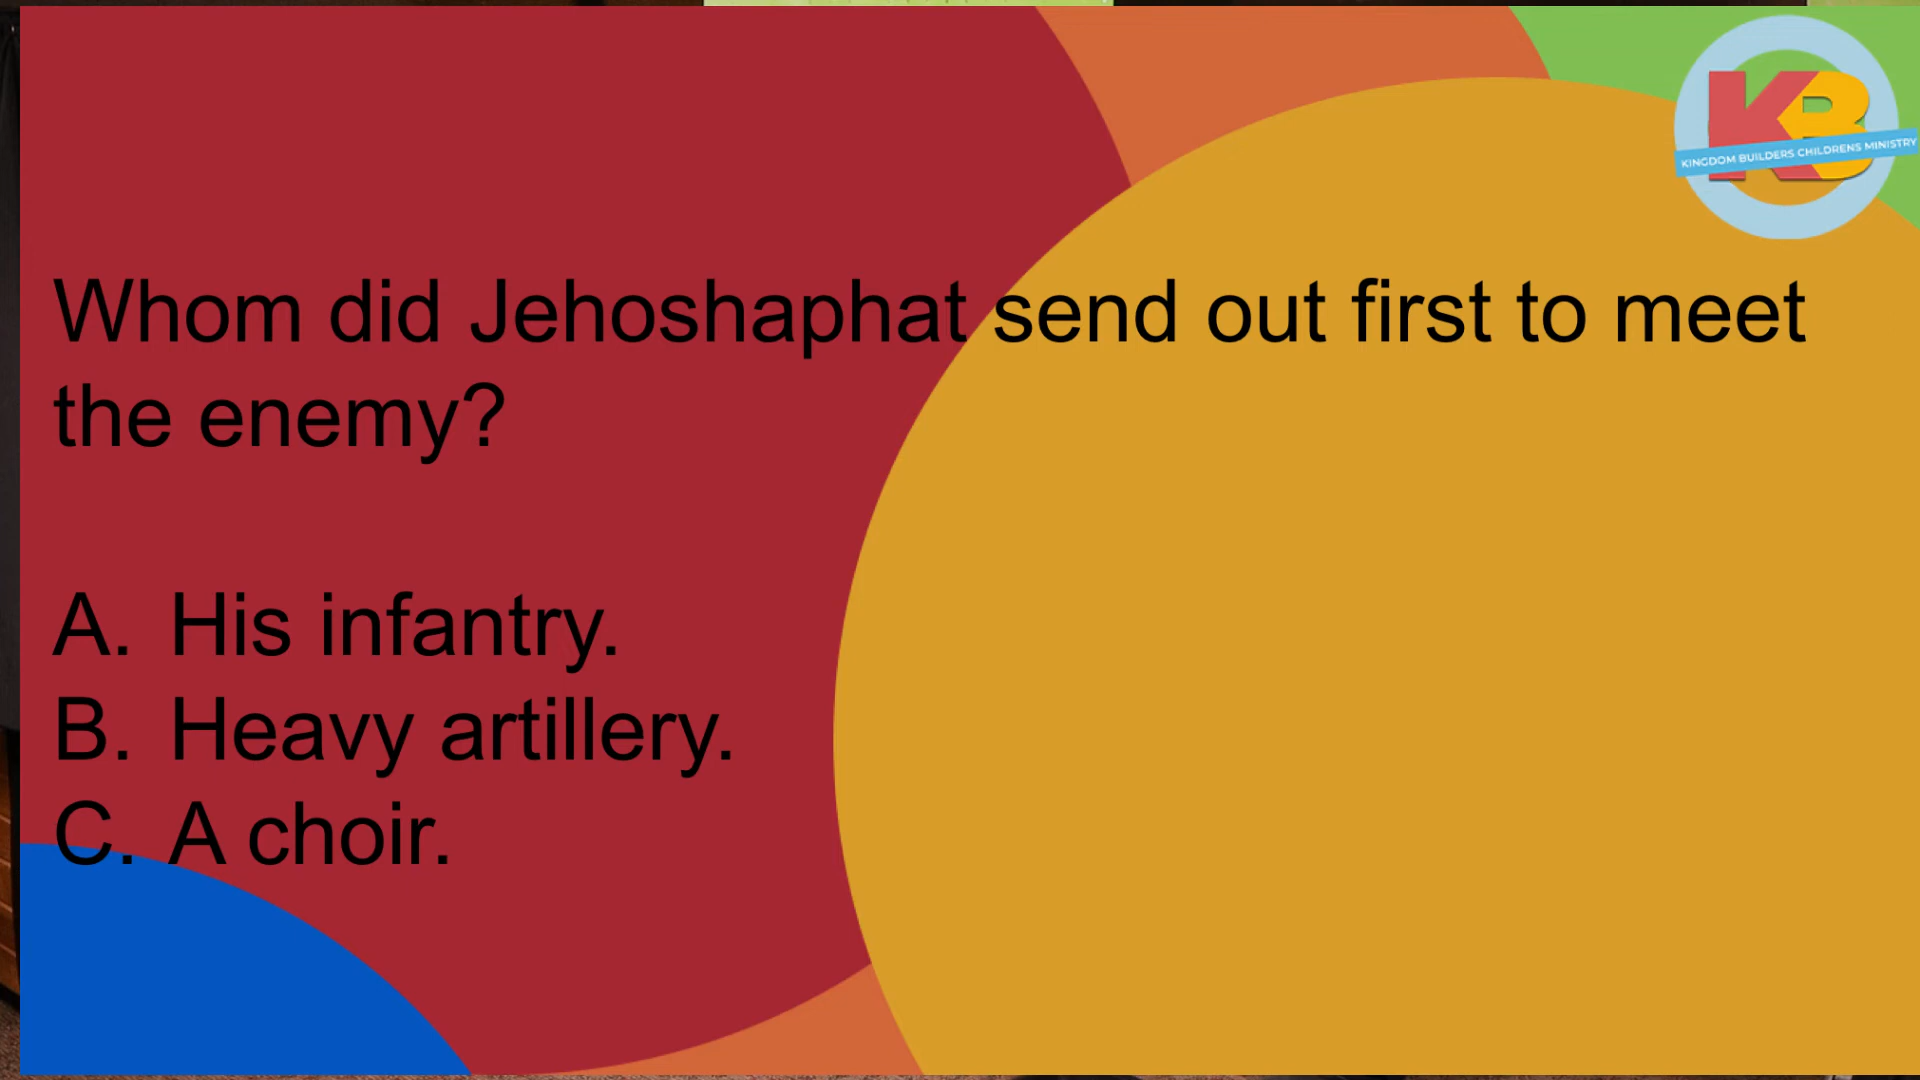 KB
KINGDOM BUILDERS CHILDRENS MINISTRY
Whom did Jehoshaphat send out first to meet
the enemy?
A. His infantry.
B. Heavy artillery.
C. A choir.